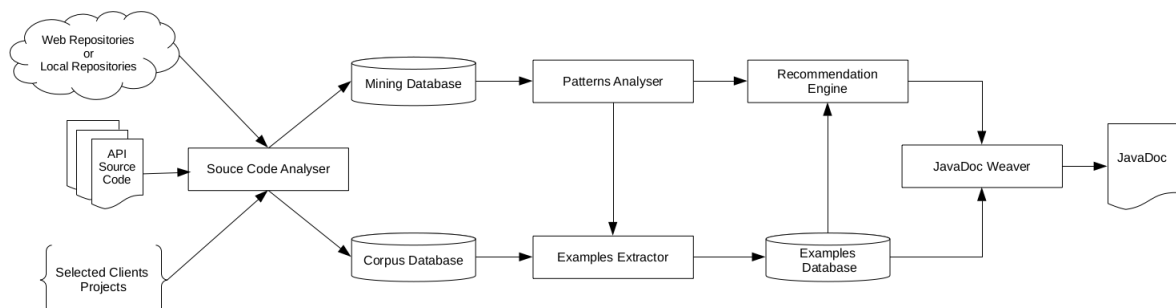 Web Repositories
or
Local Repositories
API
Source
Code
Selected Clients
Projects
Souce Code Analyser
Mining Database
Corpus Database
Patterns Analyser
Examples Extractor
Recommendation
Engine
Examples
Database
JavaDoc Weaver
JavaDoc